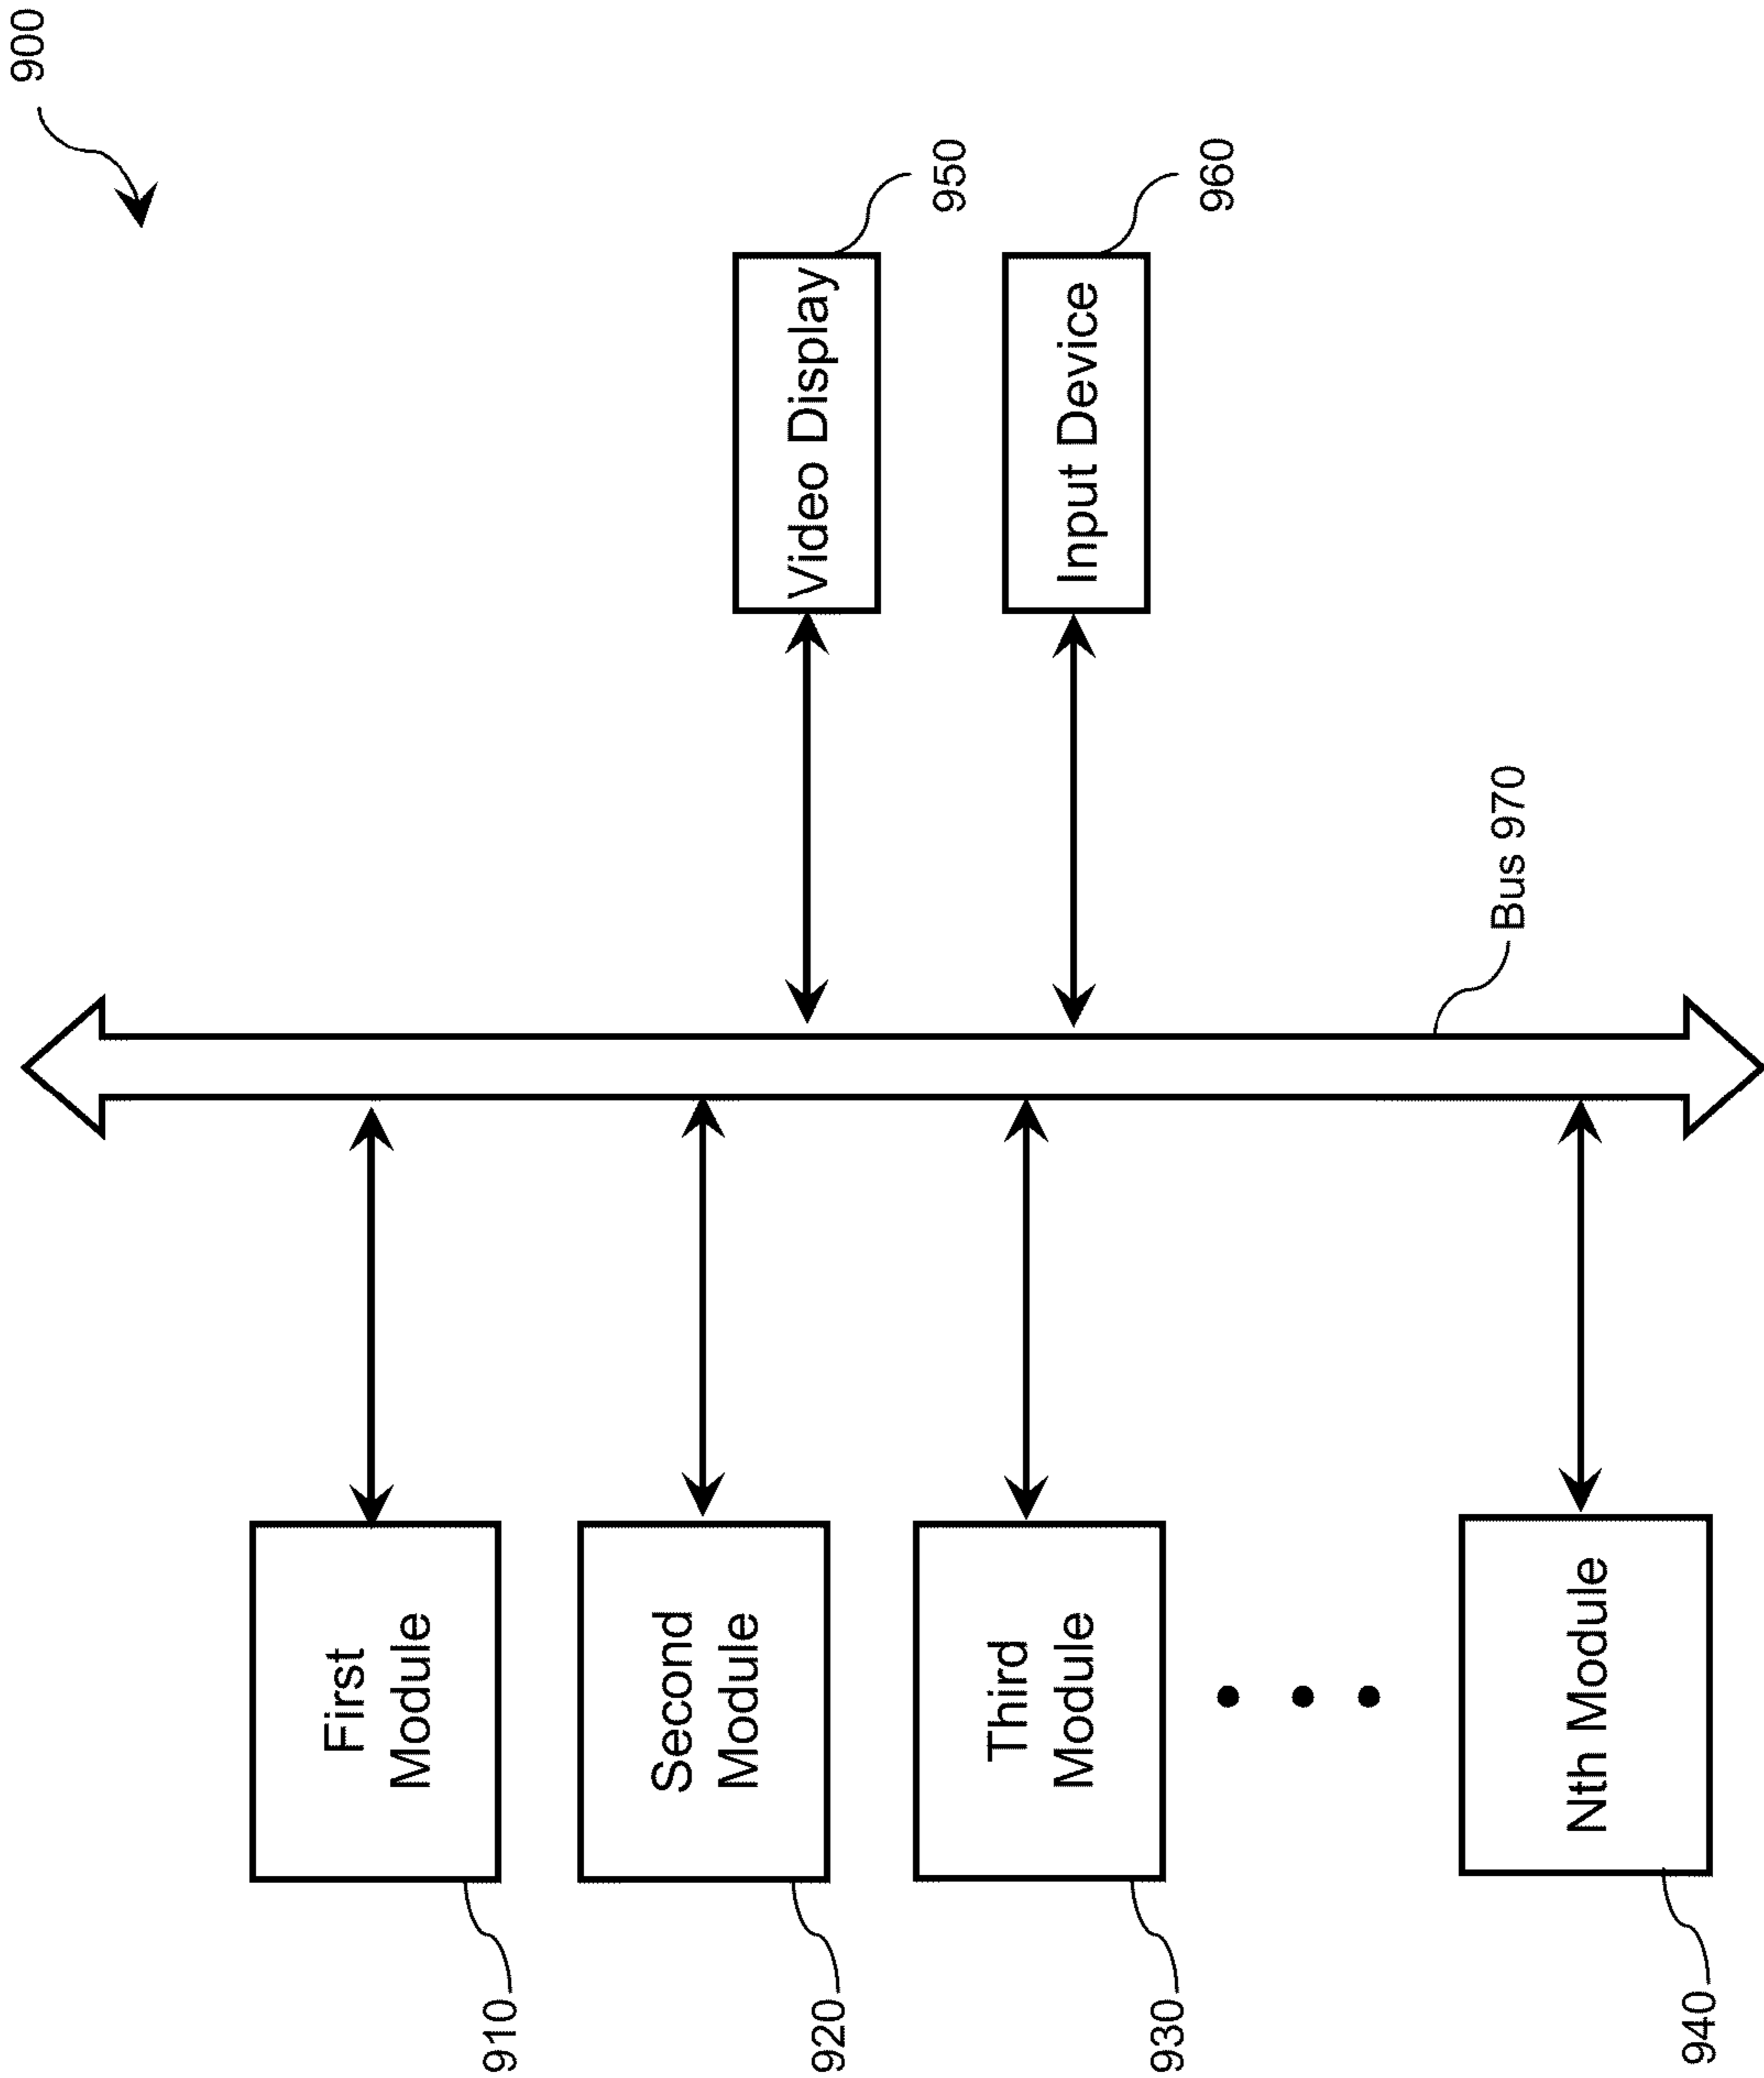 900
First
Module
910
Second
Module
920
Third
Module
930
Nth Module
940
Video Display
950
Input Device
960
Bus 970